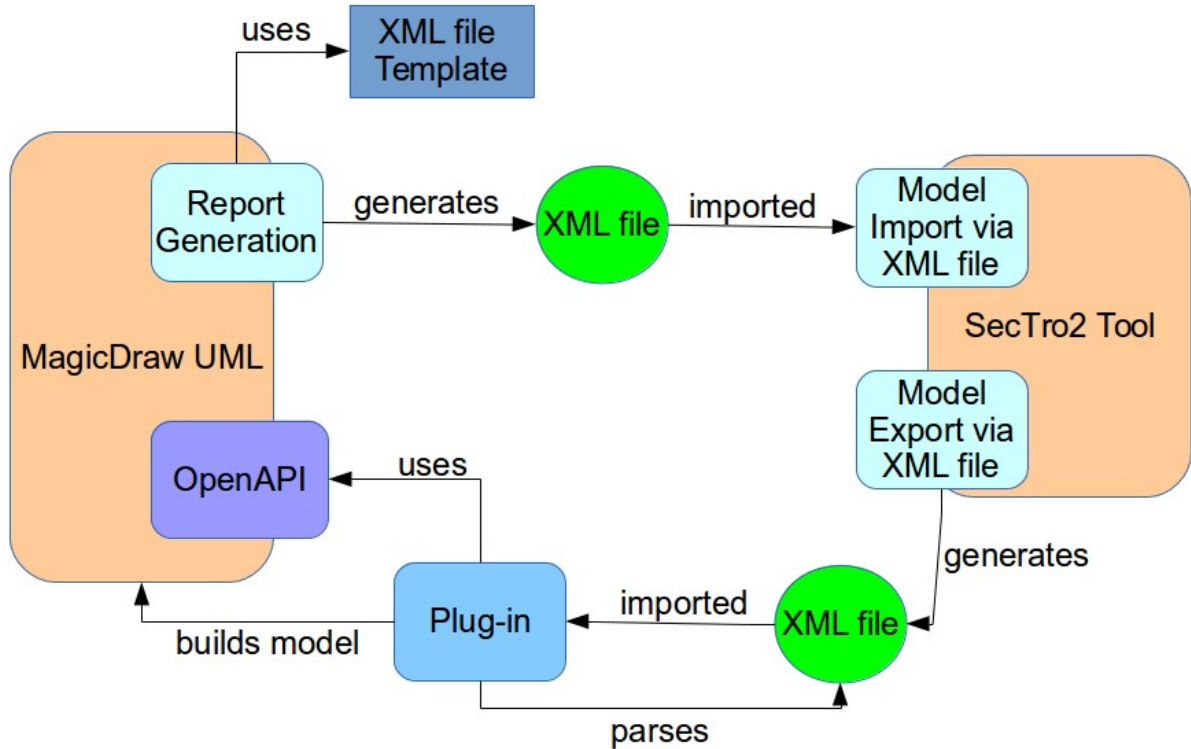 uses
XML file
Template
Report
Generation
generates
XML file
imported
Model
Import via
XML file
MagicDraw UML
SecTro2 Tool
Model
Export via
XML file
OpenAPI
uses
generates
Plug-in
imported
XML file
builds model
parses